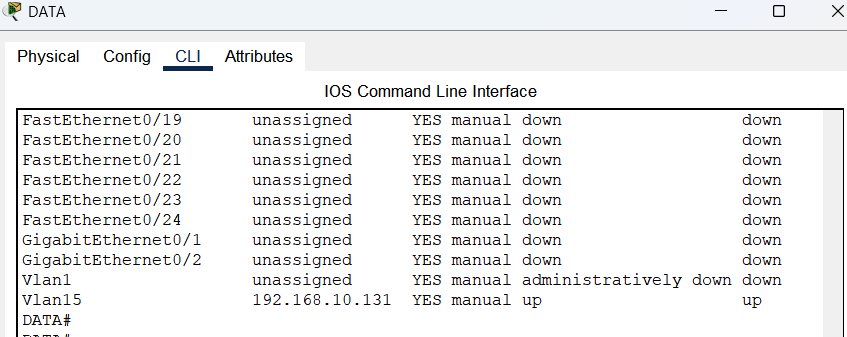 DATA
Physical Config CLI Attributes
IOS Command Line Interface
FastEthernet0/19 unassigned YES manual down down
FastEthernet0/20 unassigned YES manual down down
FastEthernet0/21 unassigned YES manual down down
FastEthernet0/22 unassigned YES manual down down
FastEthernet0/23 unassigned YES manual down down
FastEthernet0/24 unassigned YES manual down down
GigabitEthernet0/1 unassigned YES manual down down
GigabitEthernet0/2 unassigned YES manual down down
Vlan1 unassigned YES manual administratively down down
Vlan15 192.168.10.131 YES manual up up
DATA#